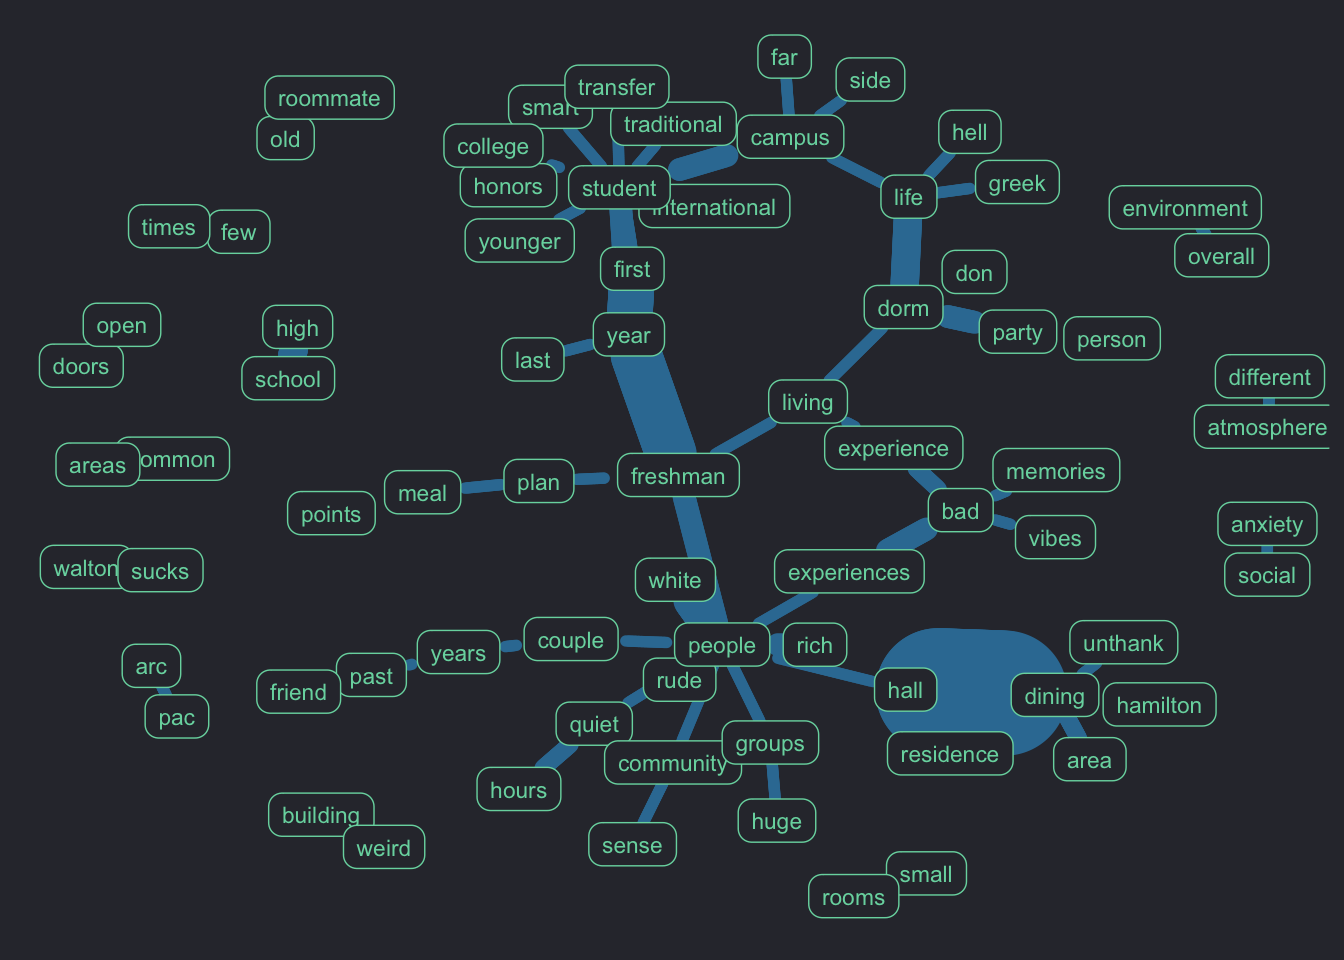 far
side
transfer
roommate
smart
traditional
old
campus
hell
college
honors
student
life
greek
international
environment
times
few
younger
overall
first
don
open
high
year
dorm
party
person
doors
school
last
different
living
atmosphere
experience
areas
ommon
meal
plan
freshman
memories
points
bad
vibes
anxiety
walton
sucks
white
experiences
social
years
couple
people
rich
unthank
arc
friend
past
rude
hall
dining
hamilton
pac
quiet
groups
community
residence
area
hours
building
huge
weird
sense
small
rooms